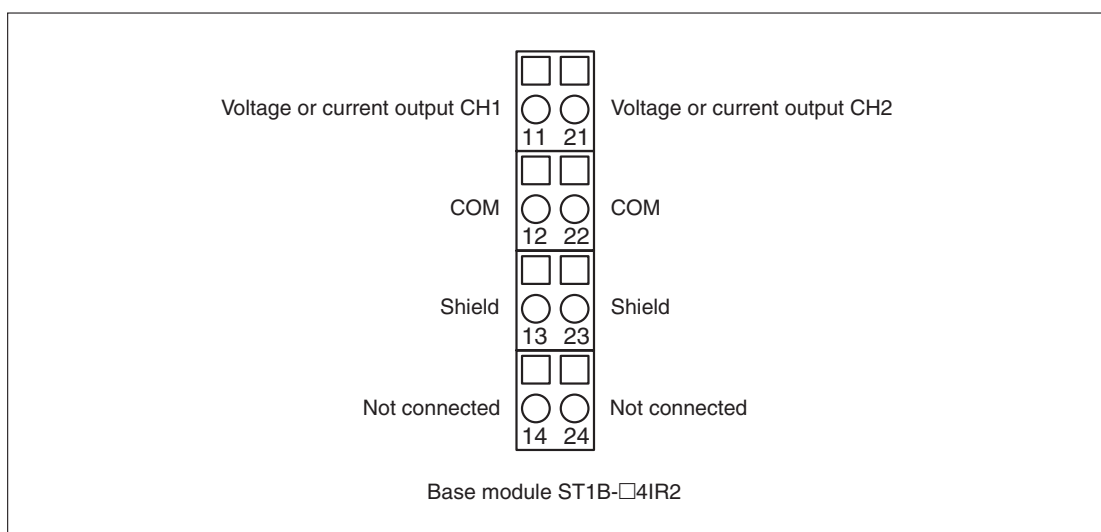 Voltage or current output CH1 11 21 Voltage or current output CH2
COM 12 22 COM
Shield 13 23 Shield
Not connected 14 24 Not connected
Base module ST1B-□4IR2